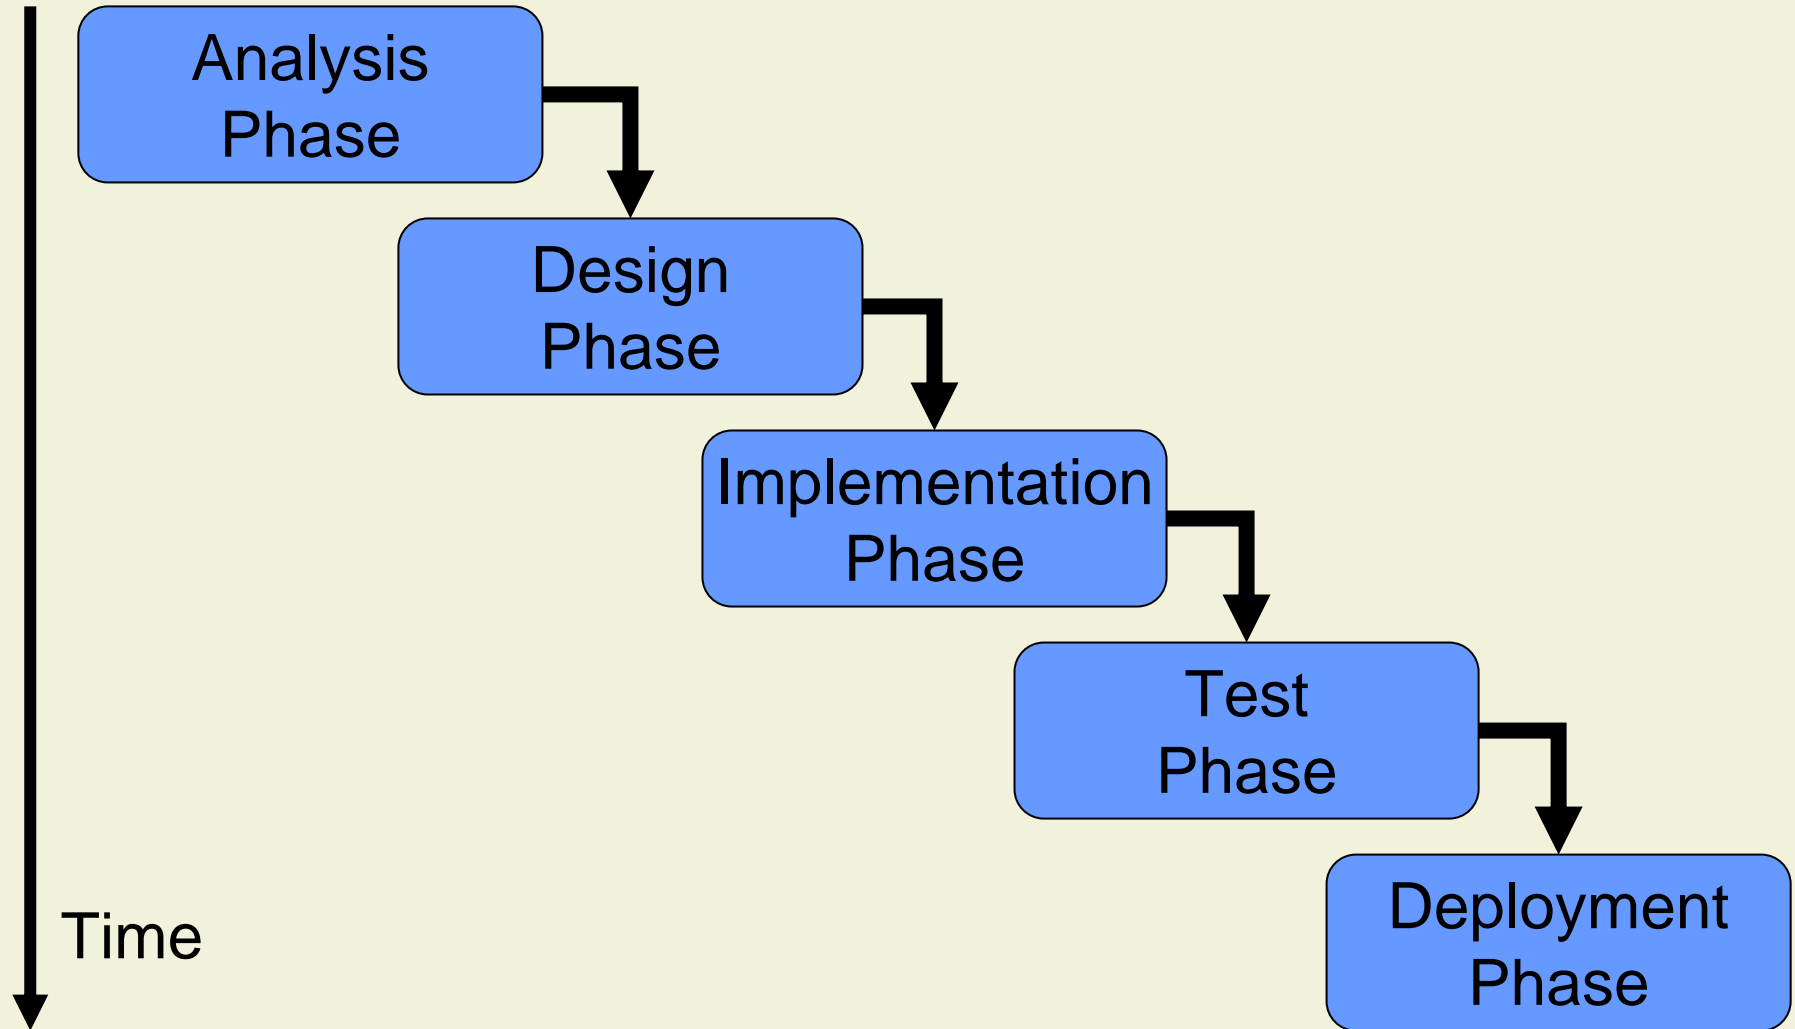 Analysis
Phase
Design
Phase
Implementation
Phase
Test
Phase
Deployment
Phase
Time